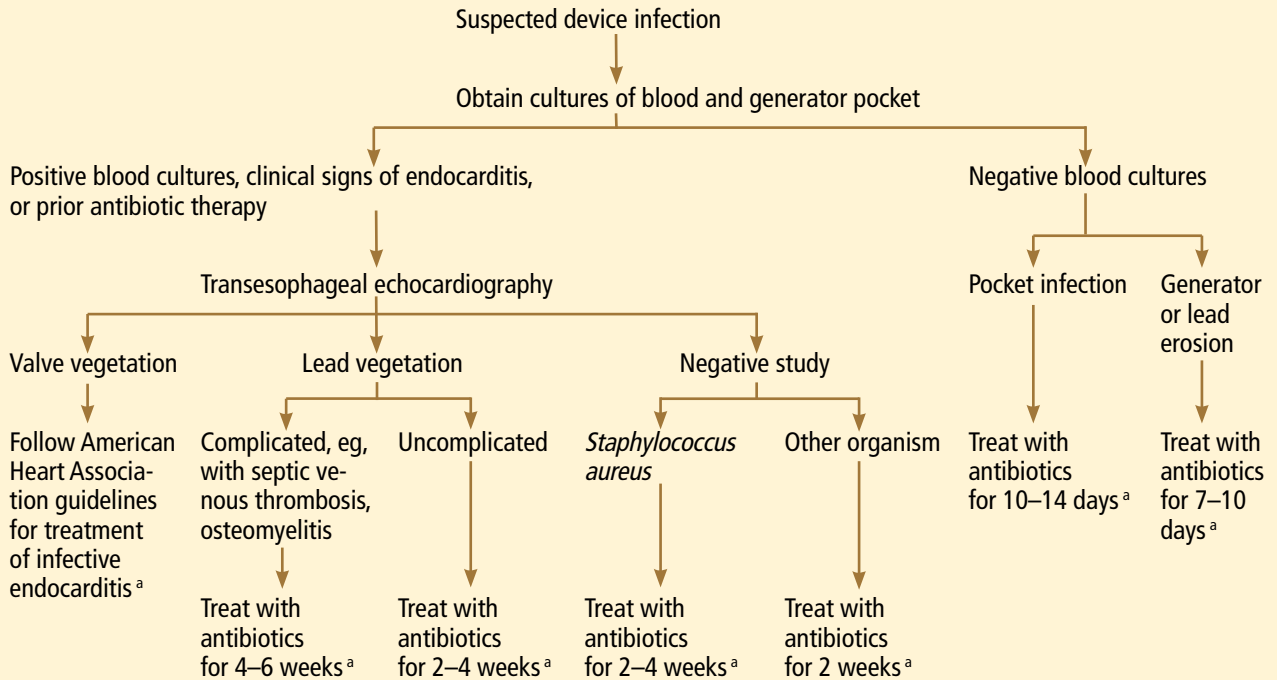 Suspected device infection
Obtain cultures of blood and generator pocket
Positive blood cultures, clinical signs of endocarditis,
or prior antibiotic therapy
Negative blood cultures
Transesophageal echocardiography
Pocket infection
Generator
or lead
erosion
Valve vegetation
Lead vegetation
Negative study
Follow American
Heart Associa-
tion guidelines
for treatment
of infective
endocarditis a
Complicated, eg,
with septic ve-
nous thrombosis,
osteomyelitis
Uncomplicated
Staphylococcus
aureus
Other organism
Treat with
antibiotics
for 10–14 days a
Treat with
antibiotics
for 7–10
days a
Treat with
antibiotics
for 4–6 weeks a
Treat with
antibiotics
for 2–4 weeks a
Treat with
antibiotics
for 2–4 weeks a
Treat with
antibiotics
for 2 weeks a